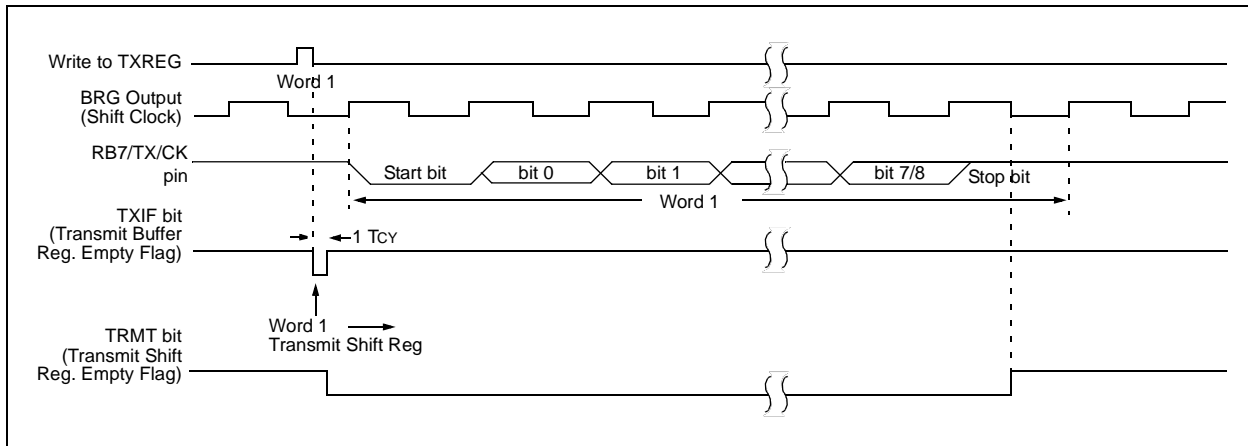 Write to TXREG
Word 1
BRG Output
(Shift Clock)
RB7/TX/CK
pin
Start bit
bit 0
bit 1
bit 7/8
Stop bit
Word 1
TXIF bit
(Transmit Buffer
Reg. Empty Flag)
1 TCY
Word 1
Transmit Shift Reg
TRMT bit
(Transmit Shift
Reg. Empty Flag)